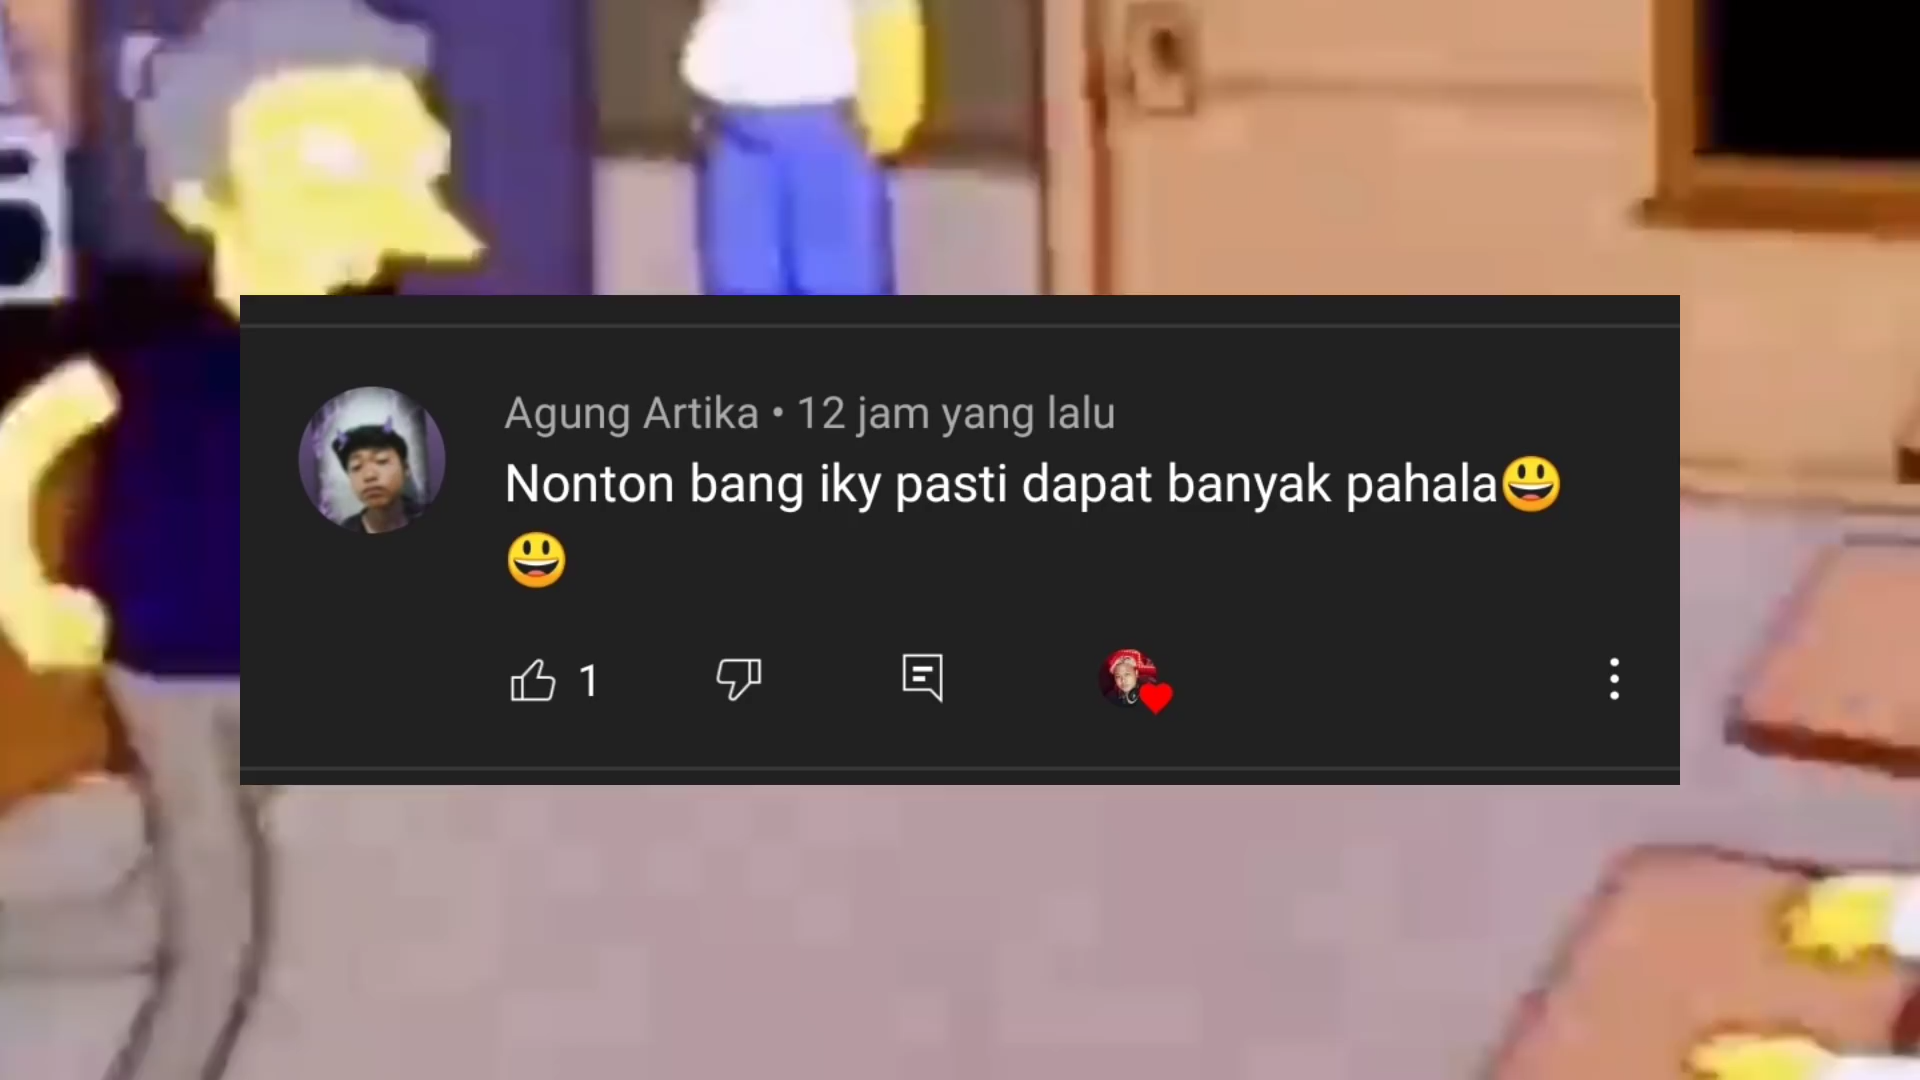 Agung Artika • 12 jam yang lalu
Nonton bang iky pasti dapat banyak pahala😃
😃
1